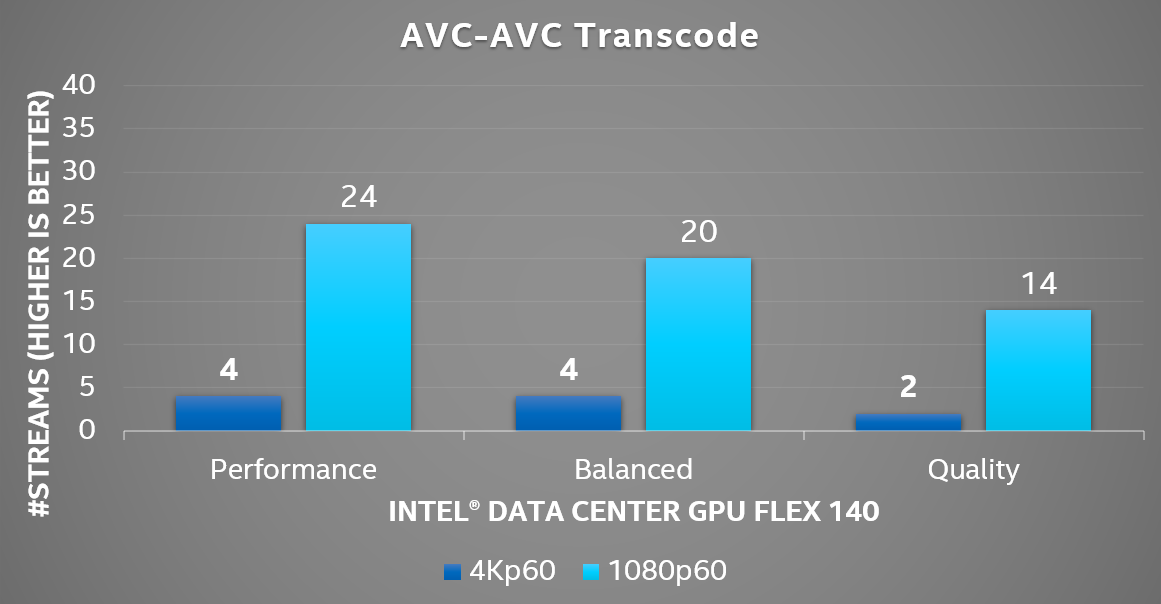 AVC-AVC Transcode
#STREAMS (HIGHER IS BETTER)
40
35
30
25
20
15
10
5
0
4
24
4
20
2
14
Performance
Balanced
Quality
INTEL® DATA CENTER GPU FLEX 140
4Kp60
1080p60